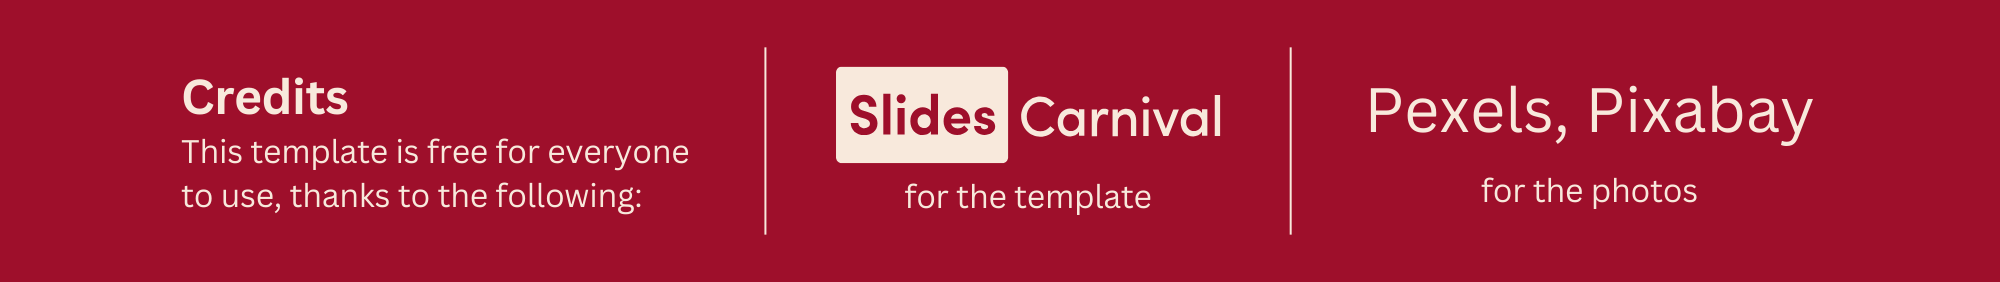 Credits
This template is free for everyone
to use, thanks to the following:
Slides Carnival
for the template
Pexels, Pixabay
for the photos